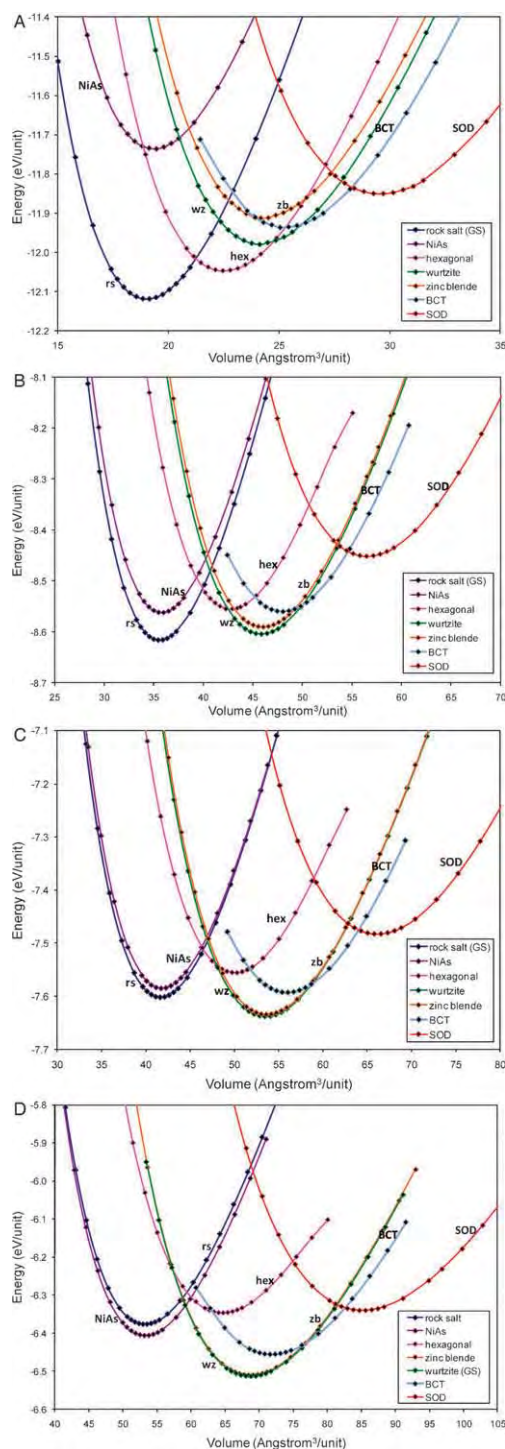 A
Energy (eV/unit)
-11.4
-11.5
-11.6
-11.7
-11.8
-11.9
-12.0
-12.1
-12.2
15 20 25 30 35
Volume (Angstrom³/unit)
NiAs
rs
wz
hex
zb
BCT
SOD
rock salt (GS)
NiAs
hexagonal
wurtzite
zinc blende
BCT
SOD
B
Energy (eV/unit)
-8.1
-8.2
-8.3
-8.4
-8.5
-8.6
-8.7
25 30 35 40 45 50 55 60 65 70
Volume (Angstrom³/unit)
rs
NiAs
wz
hex
zb
BCT
SOD
rock salt (GS)
NiAs
hexagonal
wurtzite
zinc blende
BCT
SOD
C
Energy (eV/unit)
-7.1
-7.2
-7.3
-7.4
-7.5
-7.6
-7.7
30 35 40 45 50 55 60 65 70 75 80
Volume (Angstrom³/unit)
rs
NiAs
wz
hex
zb
BCT
SOD
rock salt (GS)
NiAs
hexagonal
wurtzite
zinc blende
BCT
SOD
D
Energy (eV/unit)
-5.8
-5.9
-6.0
-6.1
-6.2
-6.3
-6.4
-6.5
-6.6
40 45 50 55 60 65 70 75 80 85 90 95 100 105
Volume (Angstrom³/unit)
NiAs
rs
wz
hex
zb
BCT
SOD
rock salt
NiAs
hexagonal
zinc blende
wurtzite (GS)
BCT
SOD